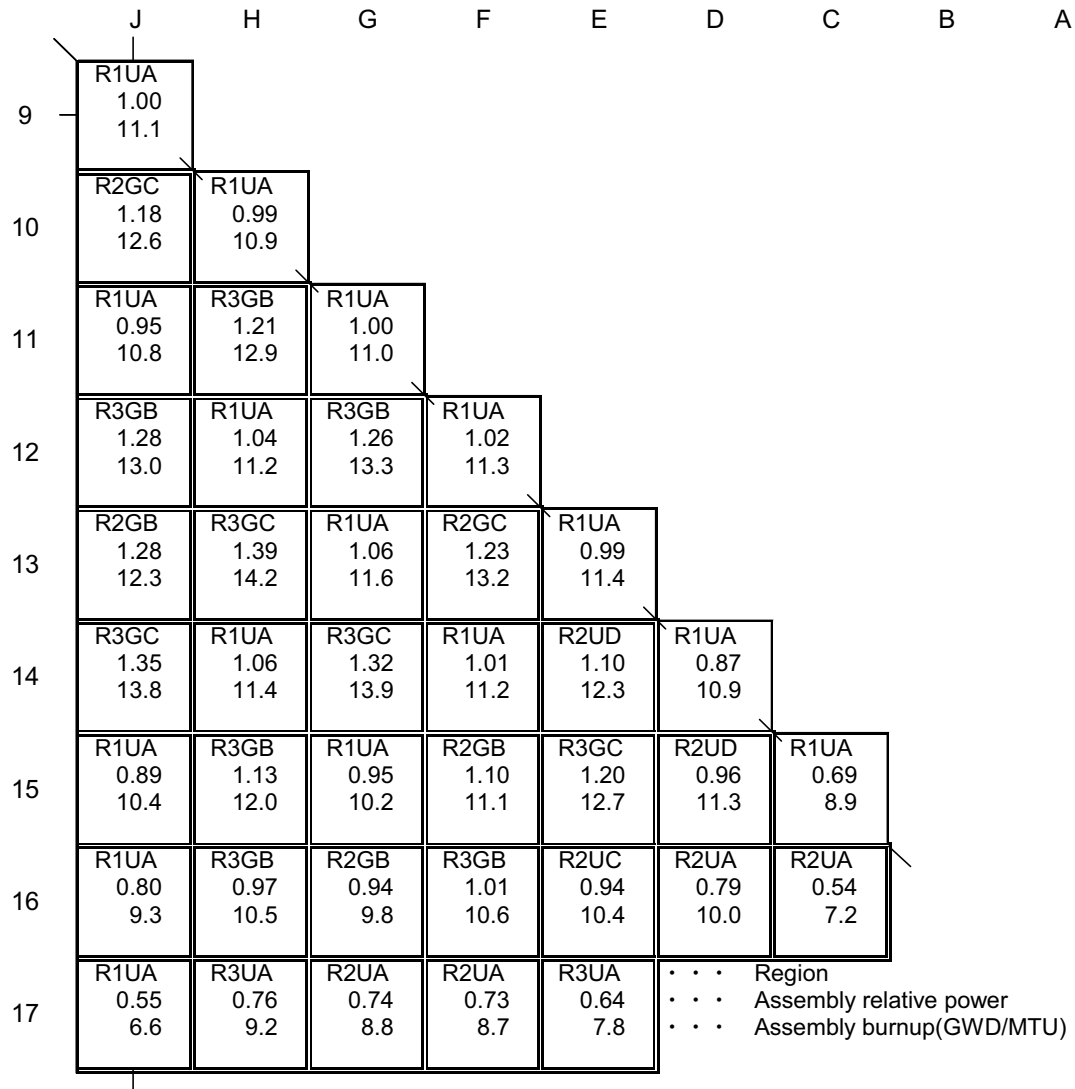 J H G F E D C B A
R1UA
9 1.00
11.1
R2GC R1UA
10 1.18 0.99
12.6 10.9
R1UA R3GB R1UA
11 0.95 1.21 1.00
10.8 12.9 11.0
R3GB R1UA R3GB R1UA
12 1.28 1.04 1.26 1.02
13.0 11.2 13.3 11.3
R2GB R3GC R1UA R2GC R1UA
13 1.28 1.39 1.06 1.23 0.99
12.3 14.2 11.6 13.2 11.4
R3GC R1UA R3GC R1UA R2UD R1UA
14 1.35 1.06 1.32 1.01 1.10 0.87
13.8 11.4 13.9 11.2 12.3 10.9
R1UA R3GB R1UA R2GB R3GC R2UD R1UA
15 0.89 1.13 0.95 1.10 1.20 0.96 0.69
10.4 12.0 10.2 11.1 12.7 11.3 8.9
R1UA R3GB R2GB R3GB R2UC R2UA R2UA
16 0.80 0.97 0.94 1.01 0.94 0.79 0.54
9.3 10.5 9.8 10.6 10.4 10.0 7.2
R1UA R3UA R2UA R2UA R3UA ・・・ Region
17 0.55 0.76 0.74 0.73 0.64 ・・・ Assembly relative power
6.6 9.2 8.8 8.7 7.8 ・・・ Assembly burnup(GWD/MTU)